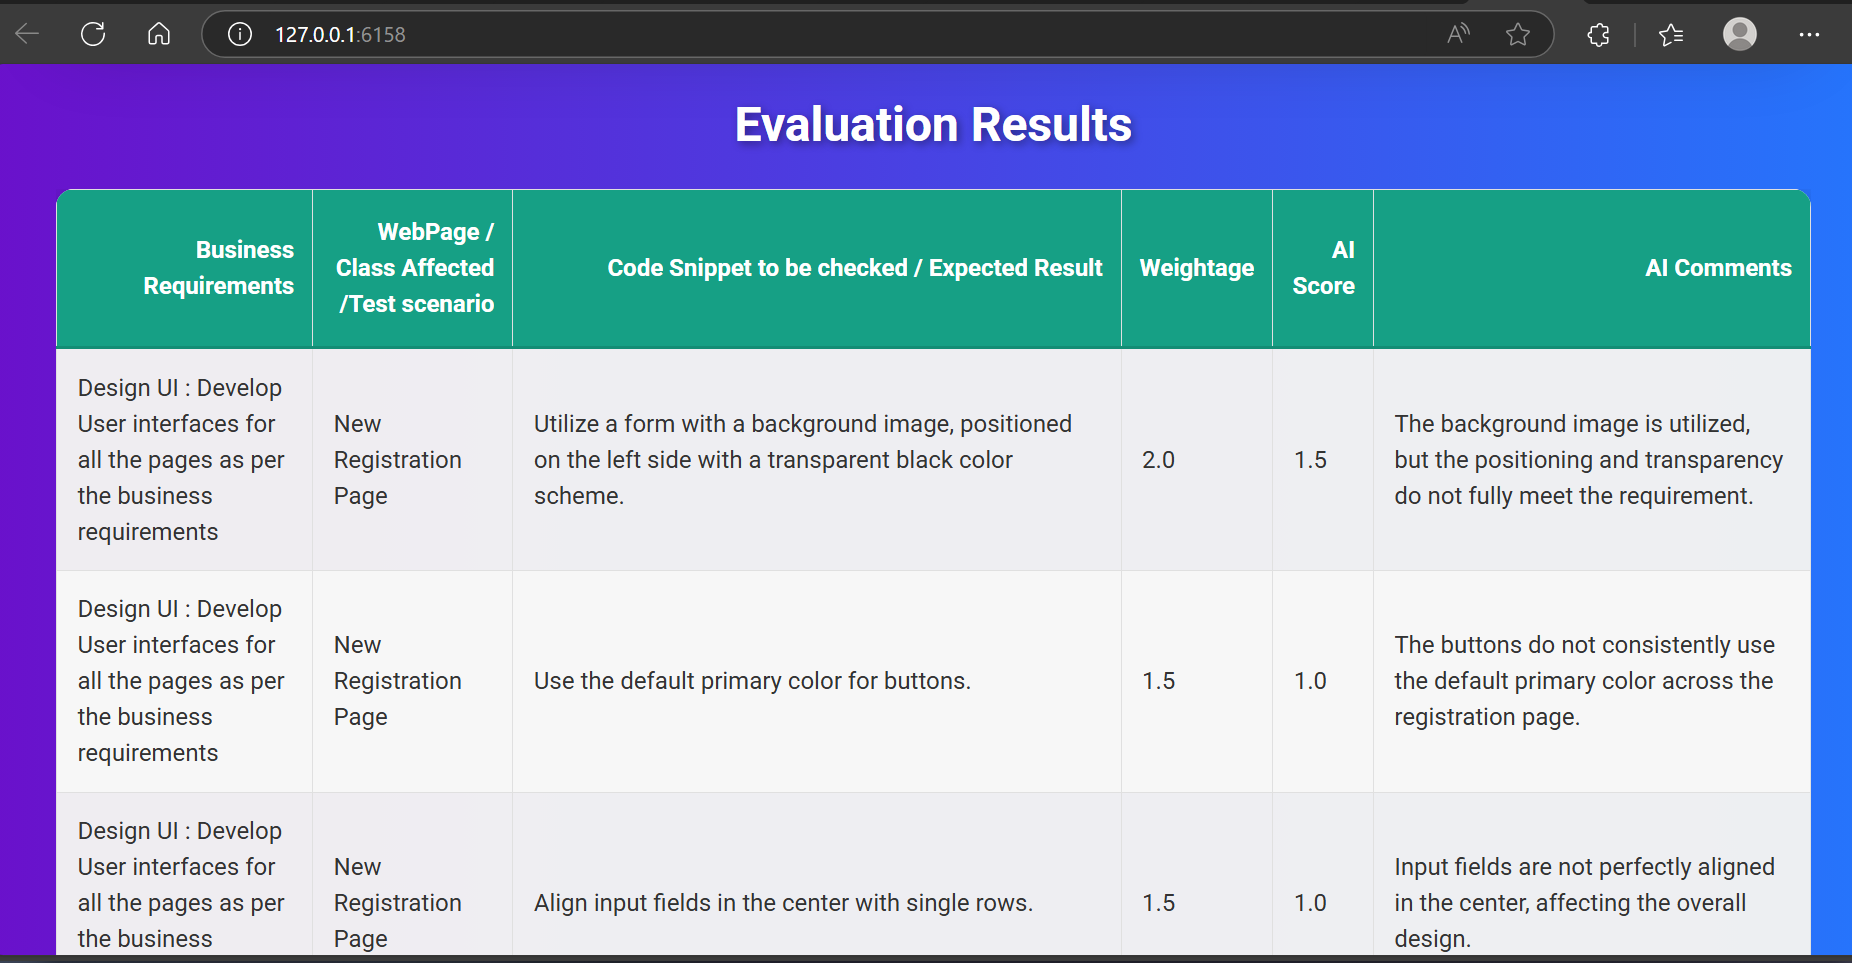 127.0.0.1:6158
Evaluation Results
Business
Requirements
WebPage /
Class Affected
/Test scenario
Code Snippet to be checked / Expected Result
Weightage
AI
Score
AI Comments
Design UI : Develop
User interfaces for
all the pages as per
the business
requirements
New
Registration
Page
Utilize a form with a background image, positioned
on the left side with a transparent black color
scheme.
2.0
1.5
The background image is utilized,
but the positioning and transparency
do not fully meet the requirement.
Design UI : Develop
User interfaces for
all the pages as per
the business
requirements
New
Registration
Page
Use the default primary color for buttons.
1.5
1.0
The buttons do not consistently use
the default primary color across the
registration page.
Design UI : Develop
User interfaces for
all the pages as per
the business
New
Registration
Page
Align input fields in the center with single rows.
1.5
1.0
Input fields are not perfectly aligned
in the center, affecting the overall
design.